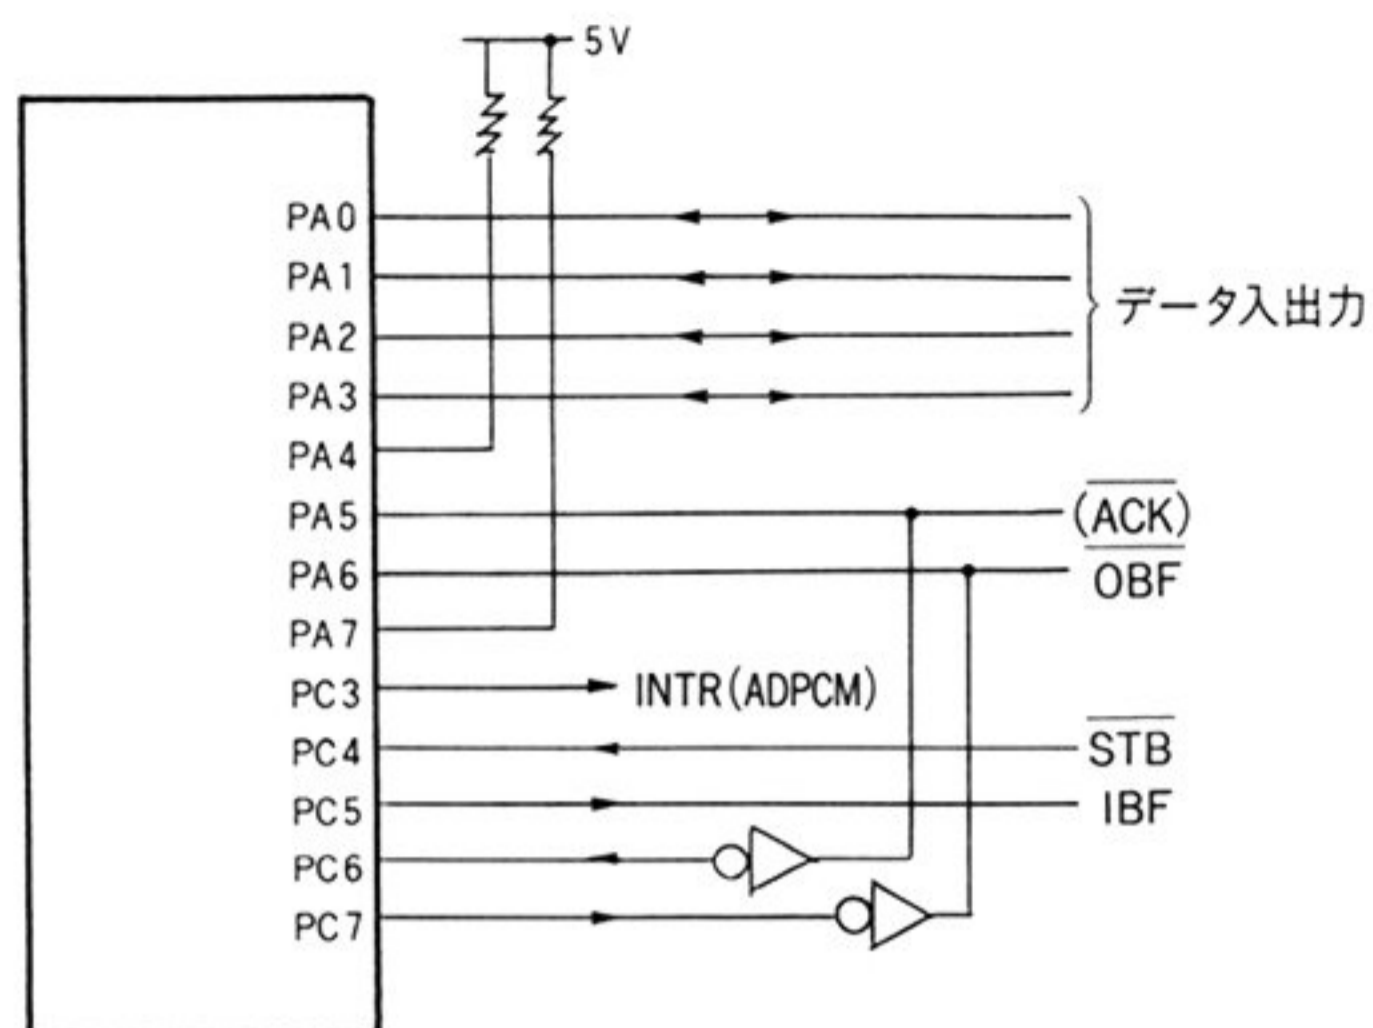 5V
PA0
PA1
PA2
PA3
データ入出力
PA4
PA5
(ACK)
PA6
OBF
PA7
PC3
INTR(ADPCM)
PC4
STB
PC5
IBF
PC6
PC7